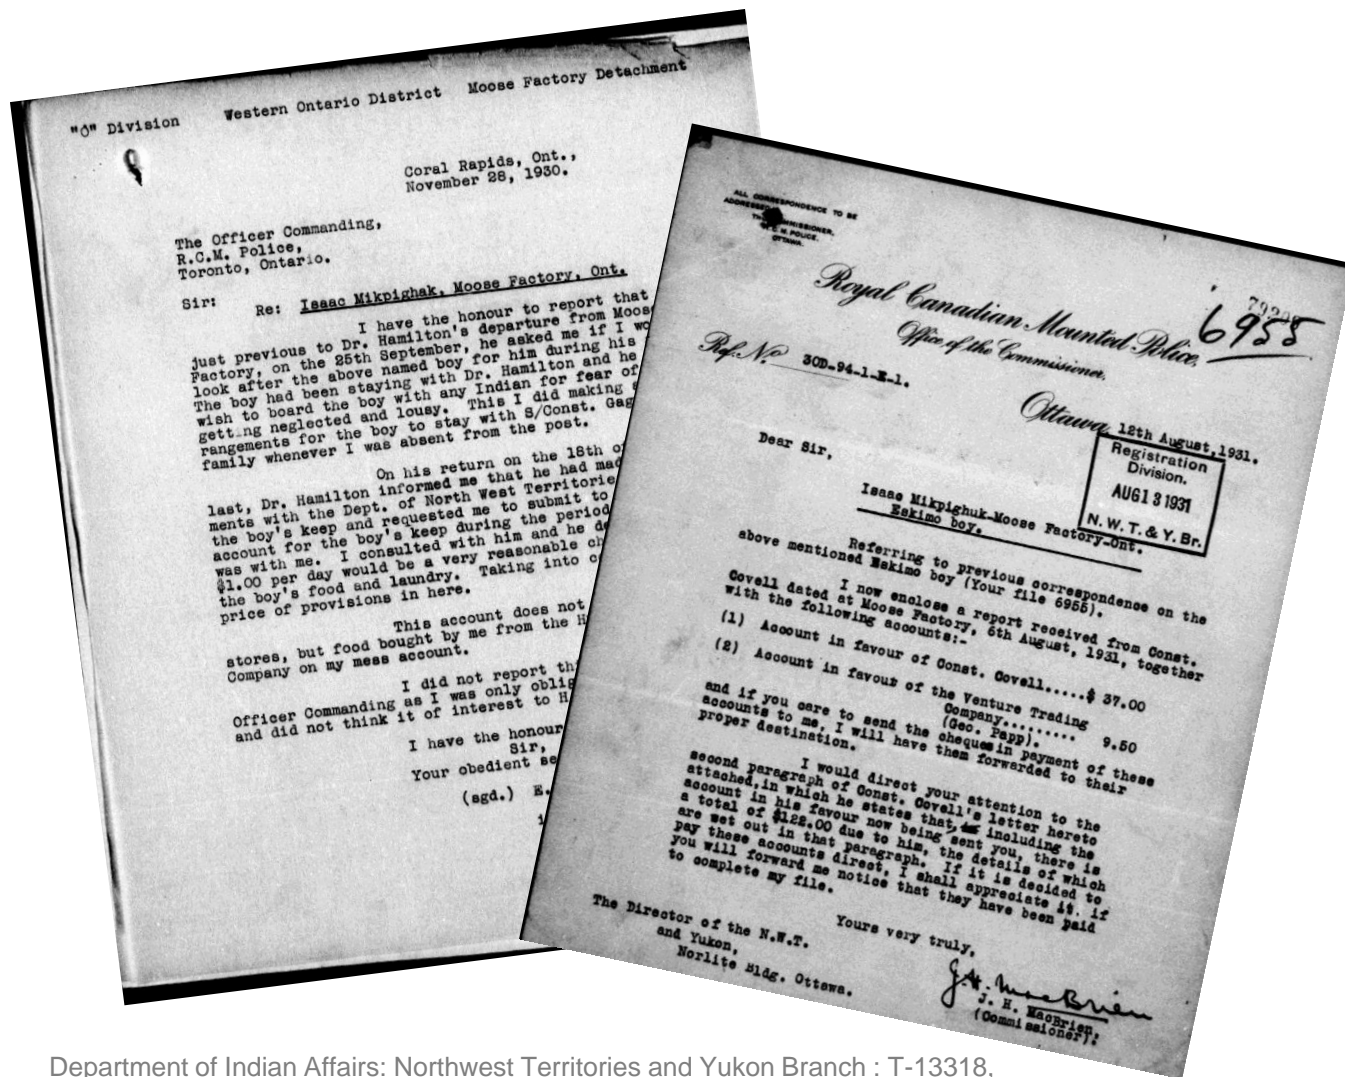 "O" Division Western Ontario District Moose Factory Detachment
Coral Rapids, Ont.,
November 28, 1930.
The Officer Commanding,
R.C.M. Police,
Toronto, Ontario.
Sir:
Re: Isaac Mikpighak, Moose Factory, Ont.
I have the honour to report that
just previous to Dr. Hamilton's departure from Moose
Factory, on the 25th September, he asked me if I wo
look after the above named boy for him during his
The boy had been staying with Dr. Hamilton and he
wish to board the boy with any Indian for fear of
getting neglected and lousy. This I did making
rangements for the boy to stay with S/Const. Gag
family whenever I was absent from the post.
On his return on the 18th o
last, Dr. Hamilton informed me that he had mad
ments with the Dept. of North West Territorie
the boy's keep and requested me to submit to
account for the boy's keep during the period
was with me. I consulted with him and he de
$1.00 per day would be a very reasonable ch
the boy's food and laundry. Taking into c
price of provisions in here.
This account does not
stores, but food bought by me from the H
Company on my mess account.
I did not report thi
Officer Commanding as I was only oblig
and did not think it of interest to H
I have the honour
Sir,
Your obedient se
(sgd.) E.
ALL CORRESPONDENCE TO BE
ADDRESSED
THE COMMISSIONER,
R. C. M. POLICE,
OTTAWA.
Royal Canadian Mounted Police,
Office of the Commissioner,
6955
Ref. No 30D-94-1-E-1.
Ottawa, 12th August, 1931.
Registration
Division.
AUG 13 1931
N. W. T. & Y. Br.
Dear Sir,
Isaac Mikpighuk-Moose Factory-Ont.
Eskimo boy.
Referring to previous correspondence on the
above mentioned Eskimo boy (Your file 6955).
I now enclose a report received from Const.
Covell dated at Moose Factory, 6th August, 1931, together
with the following accounts:-
(1) Account in favour of Const. Covell.....$ 37.00
(2) Account in favour of the Venture Trading
Company......... 9.50
(Geo. Papp).
and if you care to send the cheques in payment of these
accounts to me, I will have them forwarded to their
proper destination.
I would direct your attention to the
second paragraph of Const. Covell's letter hereto
attached, in which he states that, including the
account in his favour now being sent you, there is
a total of $122.00 due to him, the details of which
are set out in that paragraph. If it is decided to
pay these accounts direct, I shall appreciate it. if
you will forward me notice that they have been paid
to complete my file.
Yours very truly,
J.H. MacBrien
J. H. MacBrien,
(Commissioner).
The Director of the N.W.T.
and Yukon,
Norlite Bldg. Ottawa.
Department of Indian Affairs: Northwest Territories and Yukon Branch : T-13318,